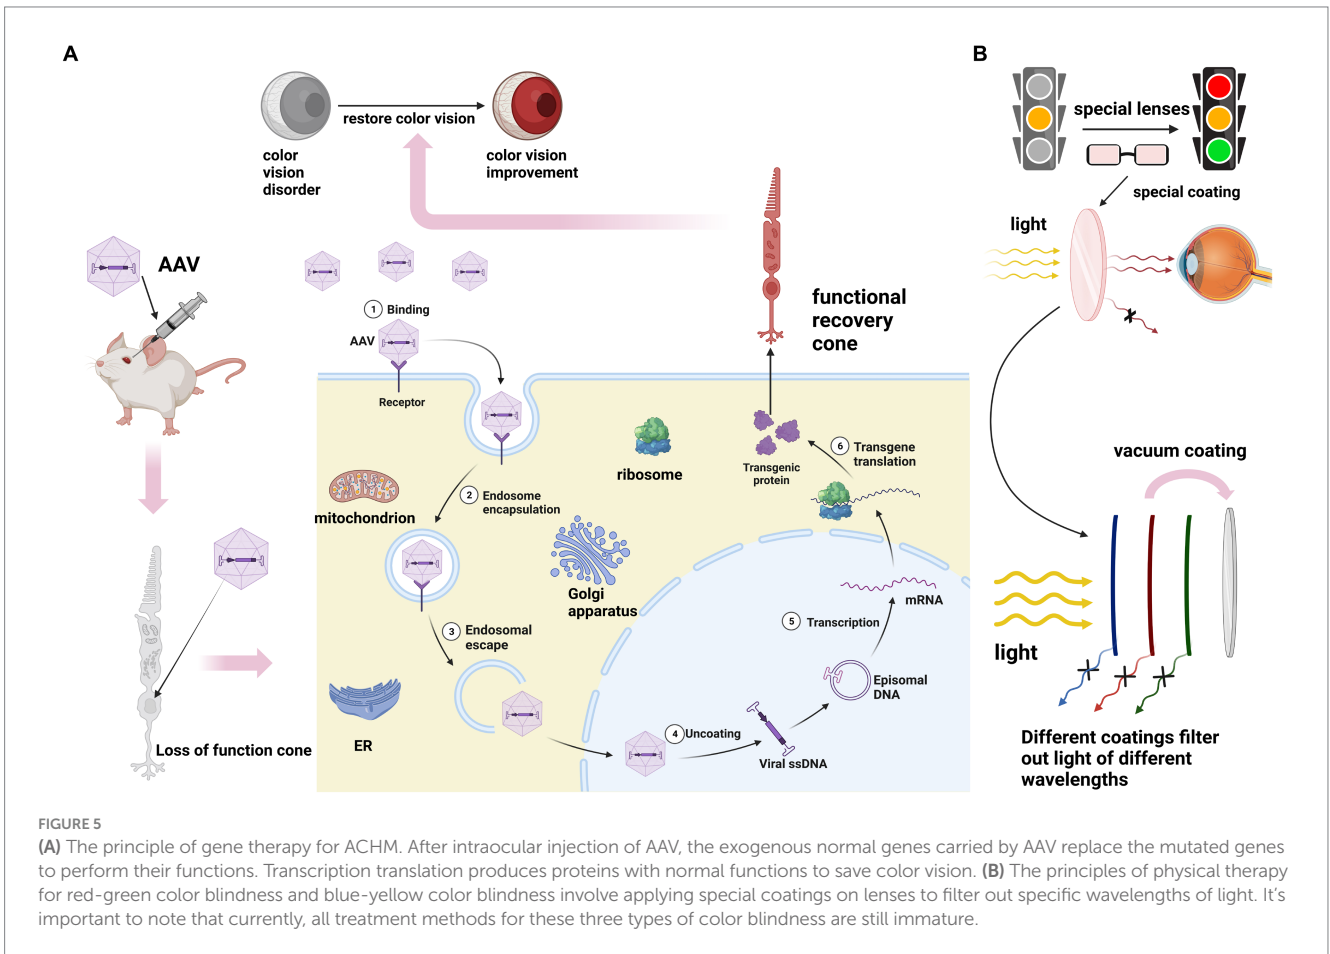 A
restore color vision
color
vision
disorder
color vision
improvement
AAV
1 Binding
AAV
Receptor
functional
recovery
cone
ribosome
Transgenic
protein
6 Transgene
translation
mitochondrion
2 Endosome
encapsulation
Golgi
apparatus
mRNA
3 Endosomal
escape
5 Transcription
Episomal
DNA
Loss of function cone
ER
4 Uncoating
Viral ssDNA
B
special lenses
special coating
light
vacuum coating
light
Different coatings filter
out light of different
wavelengths
FIGURE 5
(A) The principle of gene therapy for ACHM. After intraocular injection of AAV, the exogenous normal genes carried by AAV replace the mutated genes
to perform their functions. Transcription translation produces proteins with normal functions to save color vision. (B) The principles of physical therapy
for red-green color blindness and blue-yellow color blindness involve applying special coatings on lenses to filter out specific wavelengths of light. It's
important to note that currently, all treatment methods for these three types of color blindness are still immature.